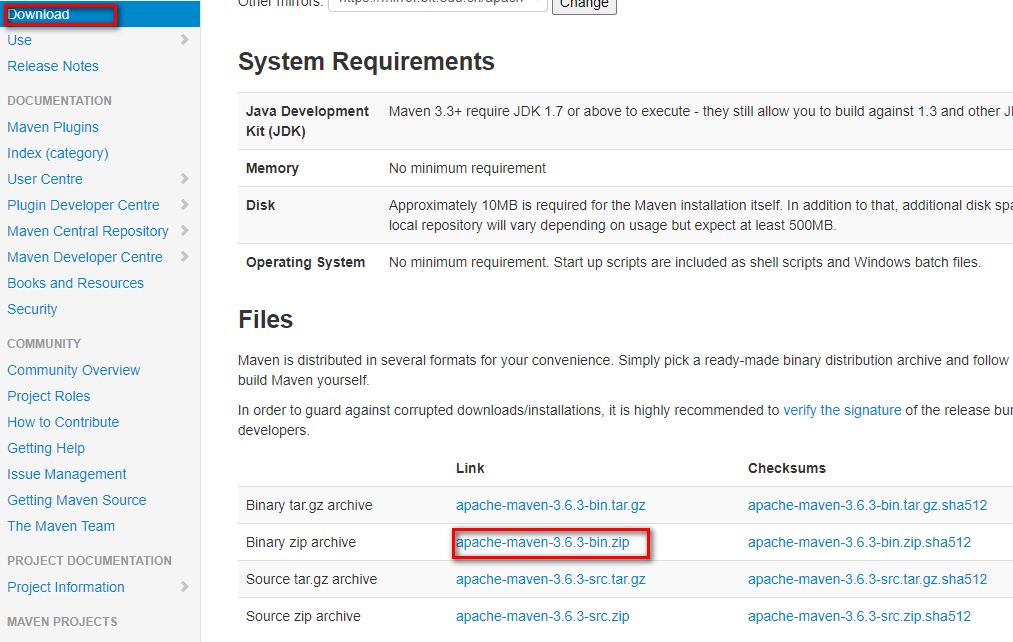 Download
Use
Release Notes
DOCUMENTATION
Maven Plugins
Index (category)
User Centre
Plugin Developer Centre
Maven Central Repository
Maven Developer Centre
Books and Resources
Security
COMMUNITY
Community Overview
Project Roles
How to Contribute
Getting Help
Issue Management
Getting Maven Source
The Maven Team
PROJECT DOCUMENTATION
Project Information
MAVEN PROJECTS
Other mirrors: Change
System Requirements
Java Development Maven 3.3+ require JDK 1.7 or above to execute - they still allow you to build against 1.3 and other
Kit (JDK)
Memory No minimum requirement
Disk Approximately 10MB is required for the Maven installation itself. In addition to that, additional disk
local repository will vary depending on usage but expect at least 500MB.
Operating System No minimum requirement. Start up scripts are included as shell scripts and Windows batch files.
Files
Maven is distributed in several formats for your convenience. Simply pick a ready-made binary distribution archive and follow
build Maven yourself.
In order to guard against corrupted downloads/installations, it is highly recommended to verify the signature of the release
developers.
Link Checksums
Binary tar.gz archive apache-maven-3.6.3-bin.tar.gz apache-maven-3.6.3-bin.tar.gz.sha512
Binary zip archive apache-maven-3.6.3-bin.zip apache-maven-3.6.3-bin.zip.sha512
Source tar.gz archive apache-maven-3.6.3-src.tar.gz apache-maven-3.6.3-src.tar.gz.sha512
Source zip archive apache-maven-3.6.3-src.zip apache-maven-3.6.3-src.zip.sha512